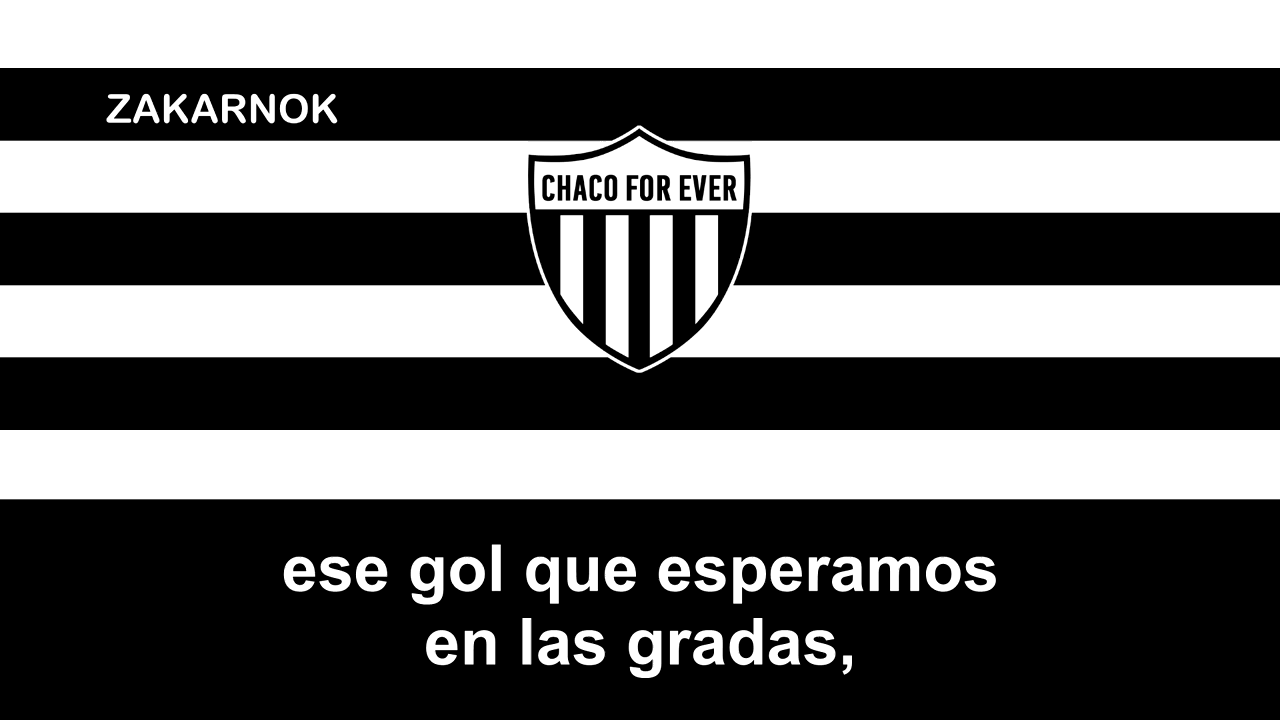 ZAKARNOK
CHACO FOR EVER
ese gol que esperamos
en las gradas,